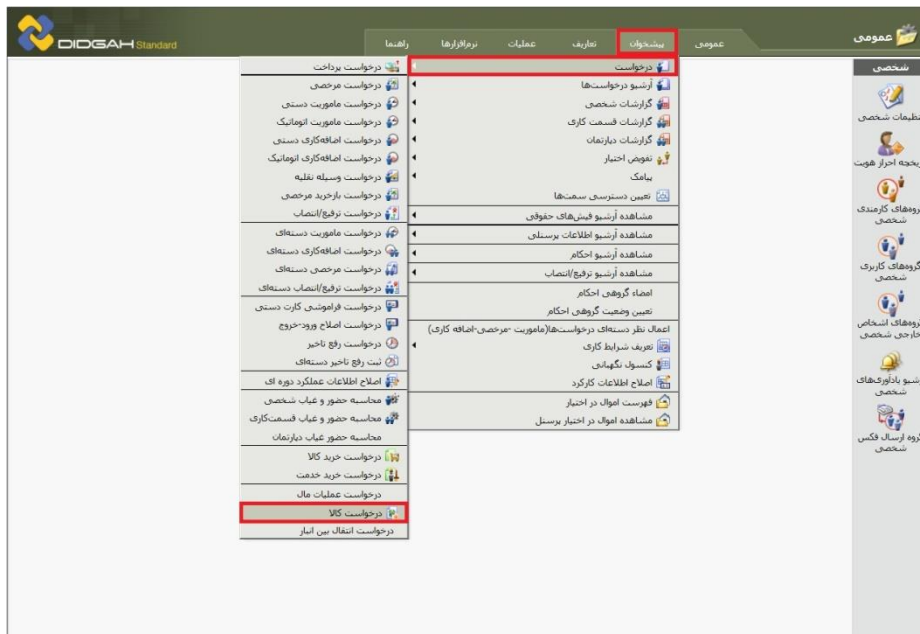 عمومی
DIDGAH Standard
عمومی
پیشخوان
تعاریف
عملیات
نرم‌افزارها
راهنما
شخصی
تنظیمات شخصی
تاریخچه احراز هویت
گروه‌های کارمندی شخصی
گروه‌های کاربری شخصی
گروه‌های اشخاص خارجی شخصی
آرشیو یادآوری‌های شخصی
گروه ارسال فکس شخصی
درخواست
آرشیو درخواست‌ها
گزارشات شخصی
گزارشات قسمت کاری
گزارشات دپارتمان
تفویض اختیار
پیامک
تعیین دسترسی سمت‌ها
مشاهده آرشیو فیش‌های حقوقی
مشاهده آرشیو اطلاعات پرسنلی
مشاهده آرشیو احکام
مشاهده آرشیو ترفیع/انتصاب
امضاء گروهی احکام
تعیین وضعیت گروهی احکام
اعمال نظر دسته‌ای درخواست‌ها(ماموریت -مرخصی-اضافه کاری)
تعریف شرایط کاری
کنسول نگهبانی
اصلاح اطلاعات کارکرد
فهرست اموال در اختیار
مشاهده اموال در اختیار پرسنل
درخواست پرداخت
درخواست مرخصی
درخواست ماموریت دستی
درخواست ماموریت اتوماتیک
درخواست اضافه‌کاری دستی
درخواست اضافه‌کاری اتوماتیک
درخواست وسیله نقلیه
درخواست بازخرید مرخصی
درخواست ترفیع/انتصاب
درخواست ماموریت دسته‌ای
درخواست اضافه‌کاری دسته‌ای
درخواست مرخصی دسته‌ای
درخواست ترفیع/انتصاب دسته‌ای
درخواست فراموشی کارت دستی
درخواست اصلاح ورود-خروج
درخواست رفع تاخیر
ثبت رفع تاخیر دسته‌ای
اصلاح اطلاعات عملکرد دوره ای
محاسبه حضور و غیاب شخصی
محاسبه حضور و غیاب قسمت‌کاری
محاسبه حضور غیاب دپارتمان
درخواست خرید کالا
درخواست خرید خدمت
درخواست عملیات مال
درخواست کالا
درخواست انتقال بین انبار